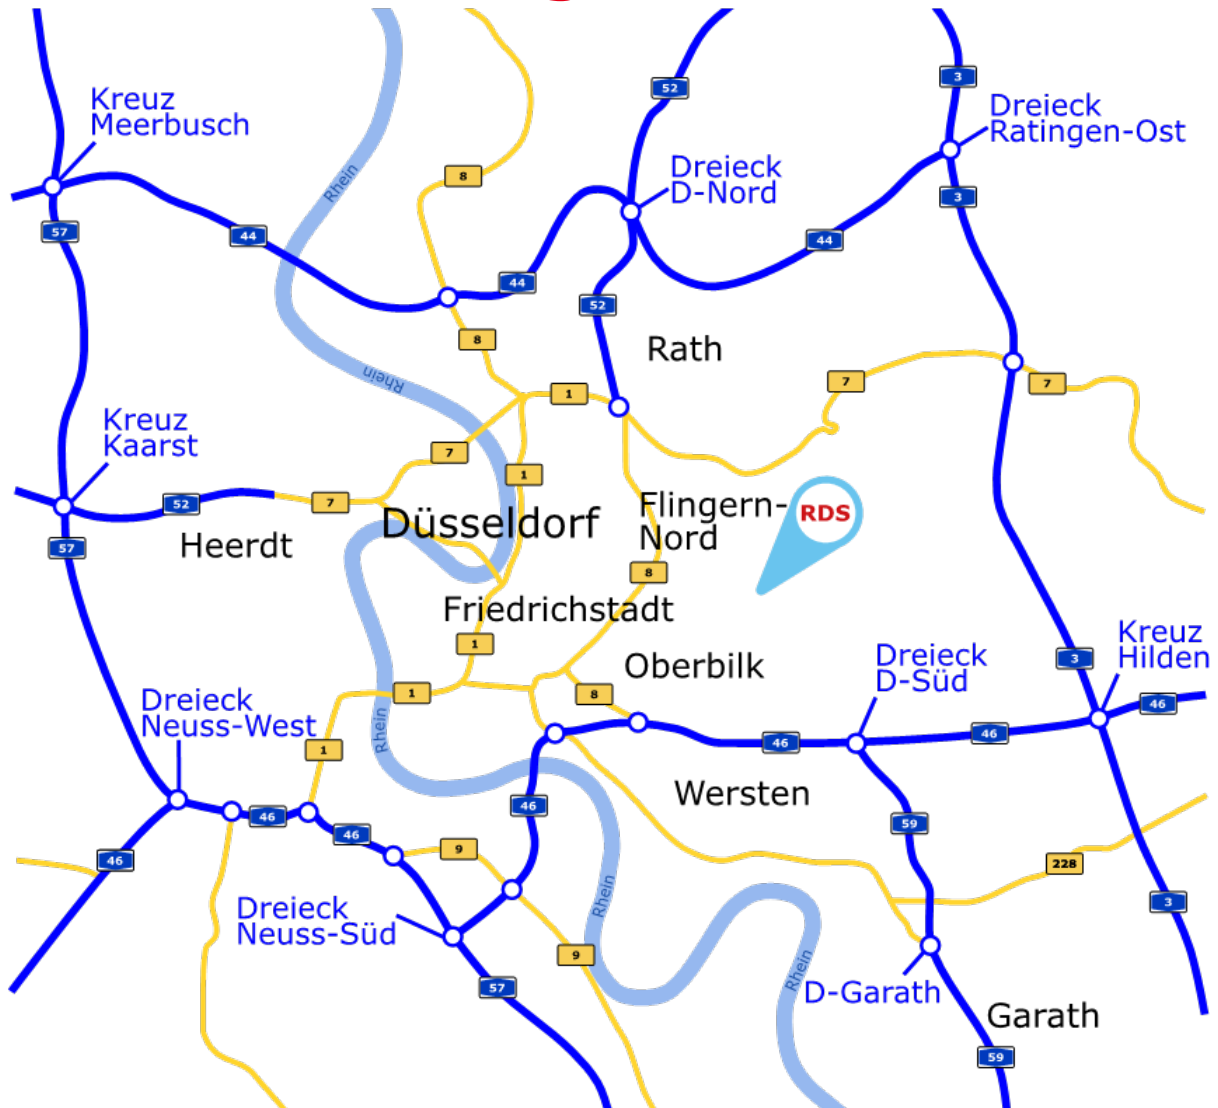 3
52
Kreuz
Meerbusch
Dreieck
Ratingen-Ost
Rhein
8
Dreieck
D-Nord
3
57
44
44
44
52
8
Rath
Rhein
7
7
1
Kreuz
Kaarst
7
1
52
7
Flingern-
Nord
RDS
Düsseldorf
Heerdt
57
8
Friedrichstadt
1
Kreuz
Hilden
Oberbilk
Dreieck
D-Süd
3
1
8
46
Dreieck
Neuss-West
Rhein
46
46
1
Wersten
46
46
46
59
9
46
228
Rhein
3
Dreieck
Neuss-Süd
9
Rhein
57
D-Garath
Garath
59